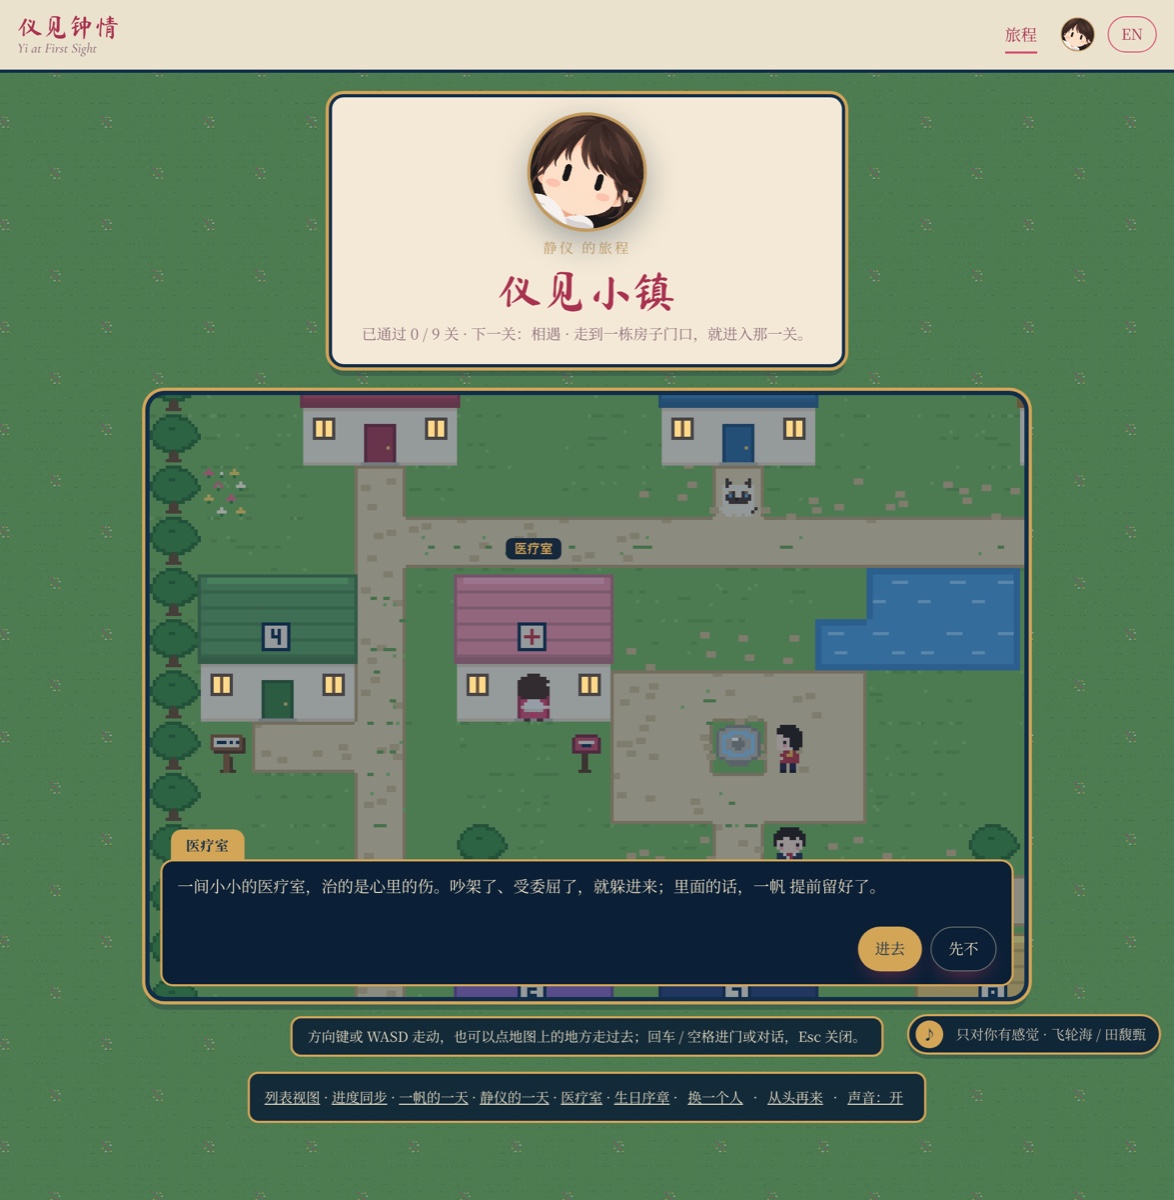 仪见钟情
Yi at First Sight
旅程
EN
静仪 的旅程
仪见小镇
已通过 0 / 9 关 · 下一关：相遇 · 走到一栋房子门口，就进入那一关。
医疗室
4
医疗室
一间小小的医疗室，治的是心里的伤。吵架了、受委屈了，就躲进来；里面的话，一帆 提前留好了。
进去
先不
方向键或 WASD 走动，也可以点地图上的地方走过去；回车 / 空格进门或对话，Esc 关闭。
只对你有感觉 · 飞轮海 / 田馥甄
列表视图 · 进度同步 · 一帆的一天 · 静仪的一天 · 医疗室 · 生日序章 · 换一个人 · 从头再来 · 声音：开